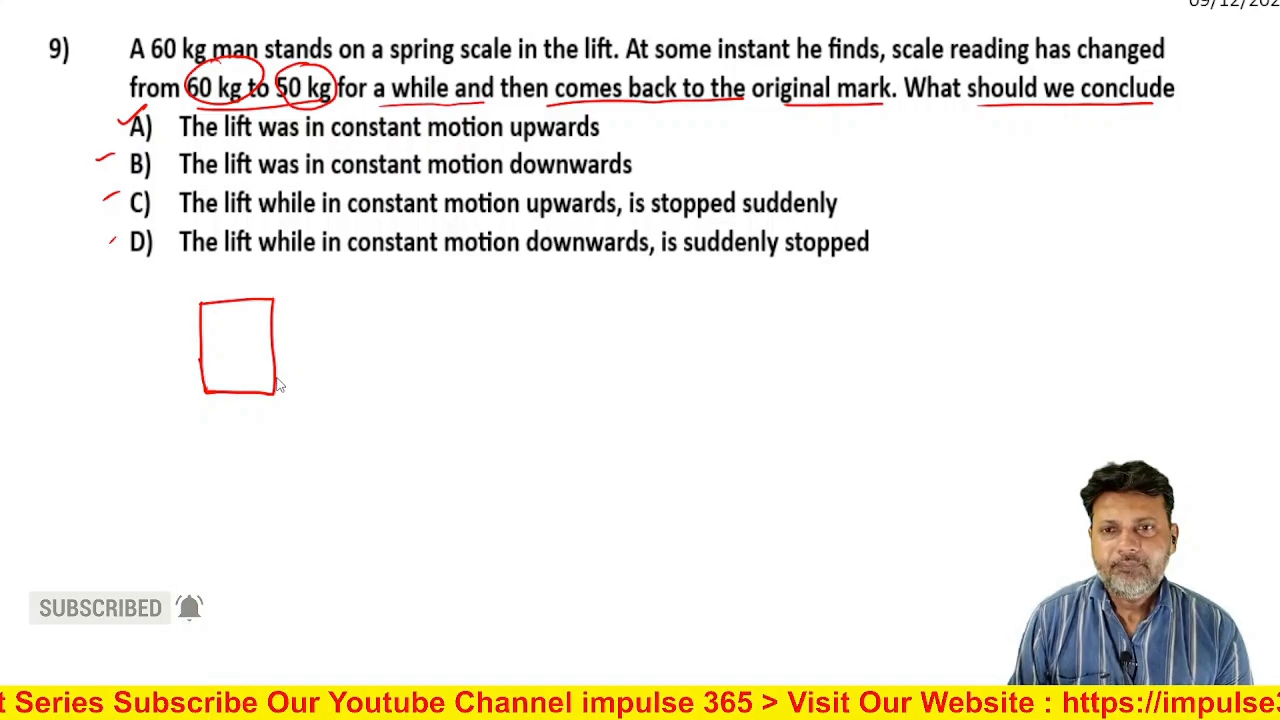 09/12/202
9) A 60 kg man stands on a spring scale in the lift. At some instant he finds, scale reading has changed
from 60 kg to 50 kg for a while and then comes back to the original mark. What should we conclude
A) The lift was in constant motion upwards
B) The lift was in constant motion downwards
C) The lift while in constant motion upwards, is stopped suddenly
D) The lift while in constant motion downwards, is suddenly stopped
SUBSCRIBED
t Series Subscribe Our Youtube Channel impulse 365 > Visit Our Website : https://impulse3